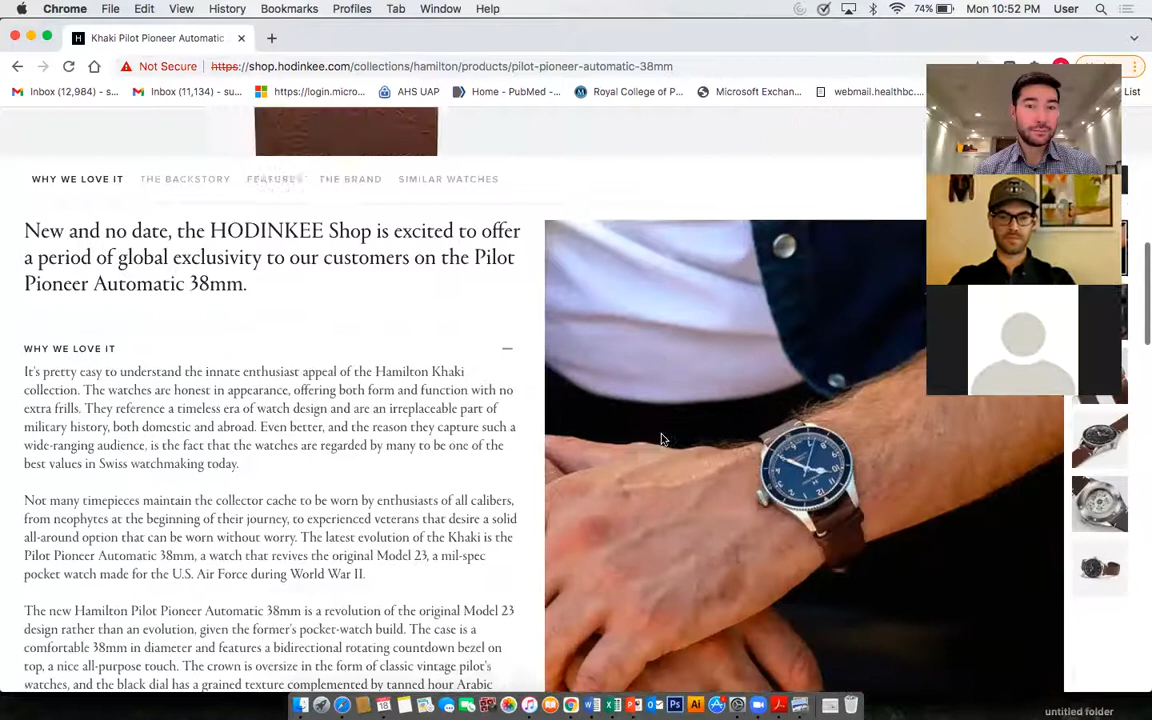 Chrome File Edit View History Bookmarks Profiles Tab Window Help 74% Mon 10:52 PM User
Khaki Pilot Pioneer Automatic
Not Secure https://shop.hodinkee.com/collections/hamilton/products/pilot-pioneer-automatic-38mm
Inbox (12,984) - su... Inbox (11,134) - su... https://login.micro... AHS UAP Home - PubMed -... Royal College of P... Microsoft Exchan... webmail.healthbc.... List
WHY WE LOVE IT THE BACKSTORY FEATURES THE BRAND SIMILAR WATCHES
New and no date, the HODINKEE Shop is excited to offer
a period of global exclusivity to our customers on the Pilot
Pioneer Automatic 38mm.
WHY WE LOVE IT
It's pretty easy to understand the innate enthusiast appeal of the Hamilton Khaki
collection. The watches are honest in appearance, offering both form and function with no
extra frills. They reference a timeless era of watch design and are an irreplaceable part of
military history, both domestic and abroad. Even better, and the reason they capture such a
wide-ranging audience, is the fact that the watches are regarded by many to be one of the
best values in Swiss watchmaking today.
Not many timepieces maintain the collector cache to be worn by enthusiasts of all calibers,
from neophytes at the beginning of their journey, to experienced veterans that desire a solid
all-around option that can be worn without worry. The latest evolution of the Khaki is the
Pilot Pioneer Automatic 38mm, a watch that revives the original Model 23, a mil-spec
pocket watch made for the U.S. Air Force during World War II.
The new Hamilton Pilot Pioneer Automatic 38mm is a revolution of the original Model 23
design rather than an evolution, given the former's pocket-watch build. The case is a
comfortable 38mm in diameter and features a bidirectional rotating countdown bezel on
top, a nice all-purpose touch. The crown is oversize in the form of classic vintage pilot's
watches, and the black dial has a grained texture complemented by tanned hour Arabic
untitled folder